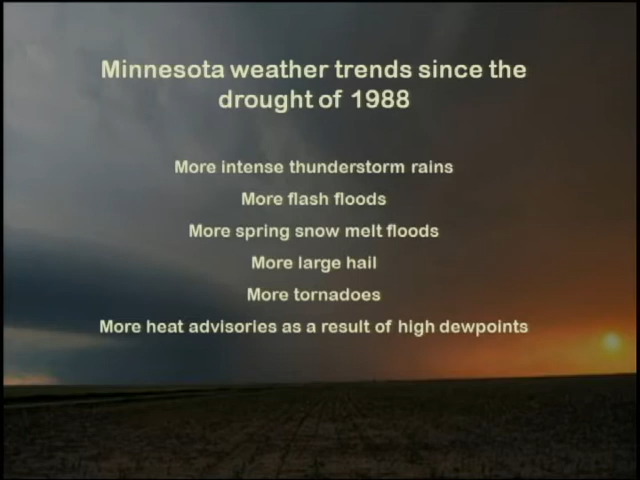 Minnesota weather trends since the
drought of 1988
More intense thunderstorm rains
More flash floods
More spring snow melt floods
More large hail
More tornadoes
More heat advisories as a result of high dewpoints